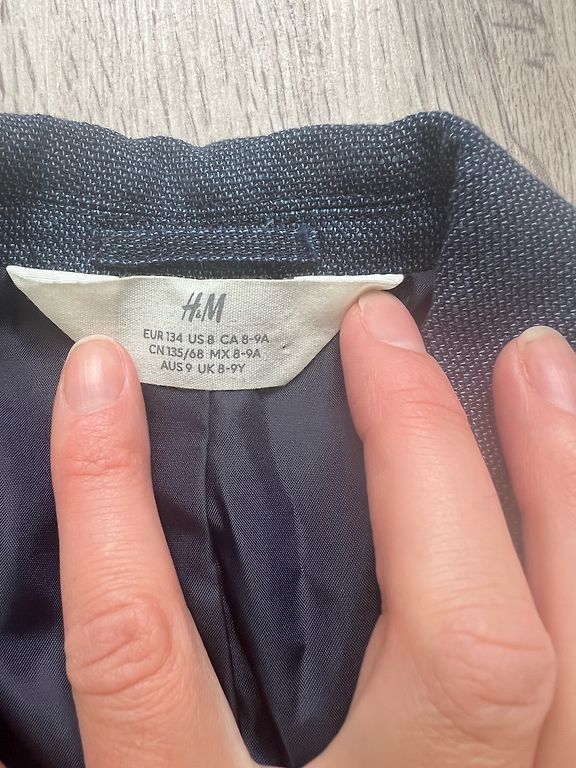 H&M
EUR 134 US 8 CA 8-9A
CN 135/68 MX 8-9A
AUS 9 UK 8-9Y